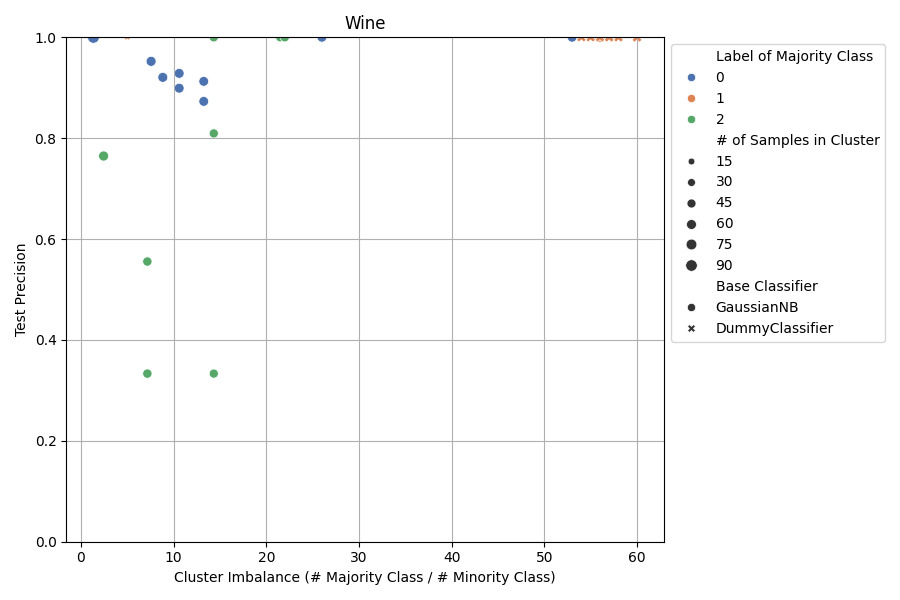 Wine
1.0
0.8
0.6
0.4
0.2
0.0
Test Precision
0 10 20 30 40 50 60
Cluster Imbalance (# Majority Class / # Minority Class)
Label of Majority Class
0
1
2
# of Samples in Cluster
15
30
45
60
75
90
Base Classifier
GaussianNB
DummyClassifier